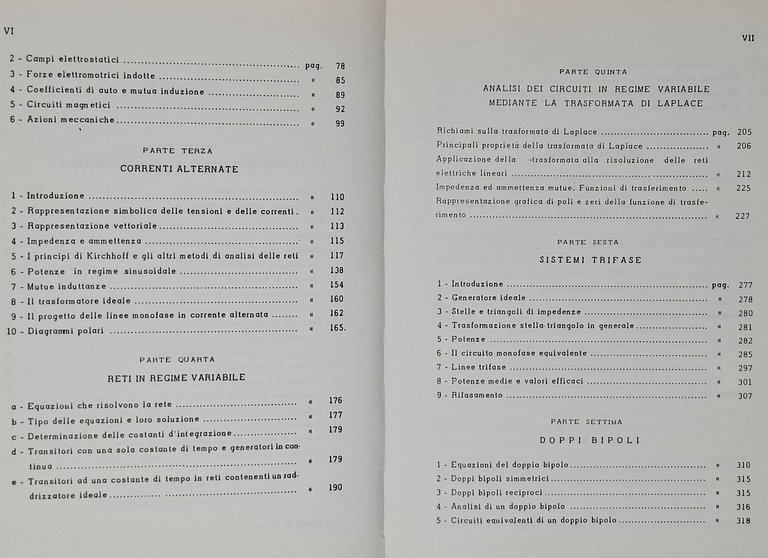 VI
2 - Campi elettrostatici ........ pag. 78
3 - Forze elettromotrici indotte ........ « 85
4 - Coefficienti di auto e mutua induzione ........ « 89
5 - Circuiti magnetici ........ « 92
6 - Azioni meccaniche ........ « 99
PARTE TERZA
CORRENTI ALTERNATE
1 - Introduzione ........ « 110
2 - Rappresentazione simbolica delle tensioni e delle correnti . « 112
3 - Rappresentazione vettoriale ........ « 113
4 - Impedenza e ammettenza ........ « 115
5 - I principi di Kirchhoff e gli altri metodi di analisi delle reti « 117
6 - Potenze in regime sinusoidale ........ « 138
7 - Mutue induttanze ........ « 154
8 - Il trasformatore ideale ........ « 160
9 - Il progetto delle linee monofase in corrente alternata ........ « 162
10 - Diagrammi polari ........ « 165.
PARTE QUARTA
RETI IN REGIME VARIABILE
a - Equazioni che risolvono la rete ........ « 176
b - Tipo delle equazioni e loro soluzione ........ « 177
c - Determinazione delle costanti d'integrazione ........ « 179
d - Transitori con una sola costante di tempo e generatori in con-
tinua ........ « 179
e - Transitori ad una costante di tempo in reti contenenti un rad-
drizzatore ideale ........ « 190
VII
PARTE QUINTA
ANALISI DEI CIRCUITI IN REGIME VARIABILE
MEDIANTE LA TRASFORMATA DI LAPLACE
Richiami sulla trasformata di Laplace ........ pag. 205
Principali proprietà della trasformata di Laplace ........ « 206
Applicazione della -trasformata alla risoluzione delle reti
elettriche lineari ........ « 212
Impedenza ed ammettenza mutue. Funzioni di trasferimento ..... « 225
Rappresentazione grafica di poli e zeri della funzione di trasfe-
rimento ........ « 227
PARTE SESTA
SISTEMI TRIFASE
1 - Introduzione ........ pag. 277
2 - Generatore ideale ........ « 278
3 - Stelle e triangoli di impedenze ........ « 280
4 - Trasformazione stella-triangolo in generale ........ « 281
5 - Potenze ........ « 282
6 - Il circuito monofase equivalente ........ « 285
7 - Linee trifase ........ « 297
8 - Potenze medie e valori efficaci ........ « 301
9 - Rifasamento ........ « 307
PARTE SETTIMA
DOPPI BIPOLI
1 - Equazioni del doppio bipolo ........ « 310
2 - Doppi bipoli simmetrici ........ « 315
3 - Doppi bipoli reciproci ........ « 315
4 - Analisi di un doppio bipolo ........ « 316
5 - Circuiti equivalenti di un doppio bipolo ........ « 318